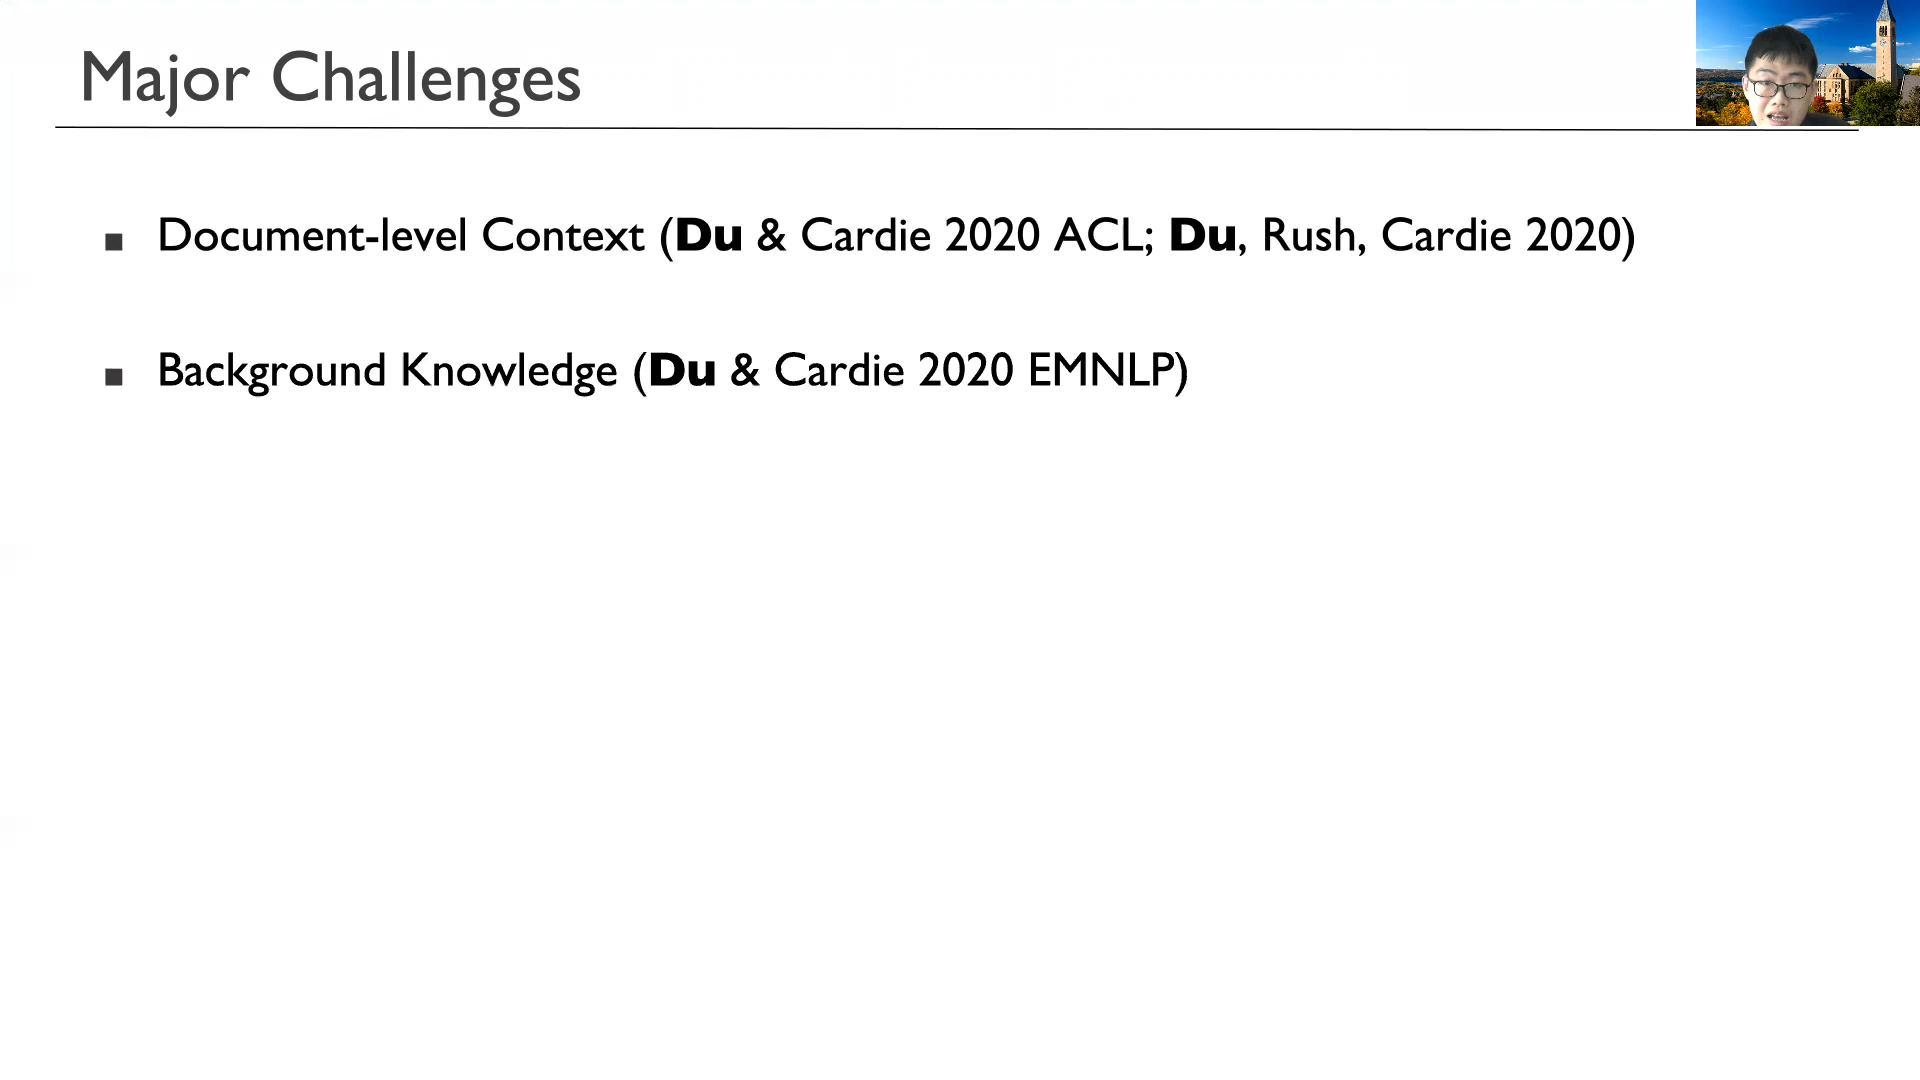 Major Challenges
▪ Document-level Context (Du & Cardie 2020 ACL; Du, Rush, Cardie 2020)
▪ Background Knowledge (Du & Cardie 2020 EMNLP)